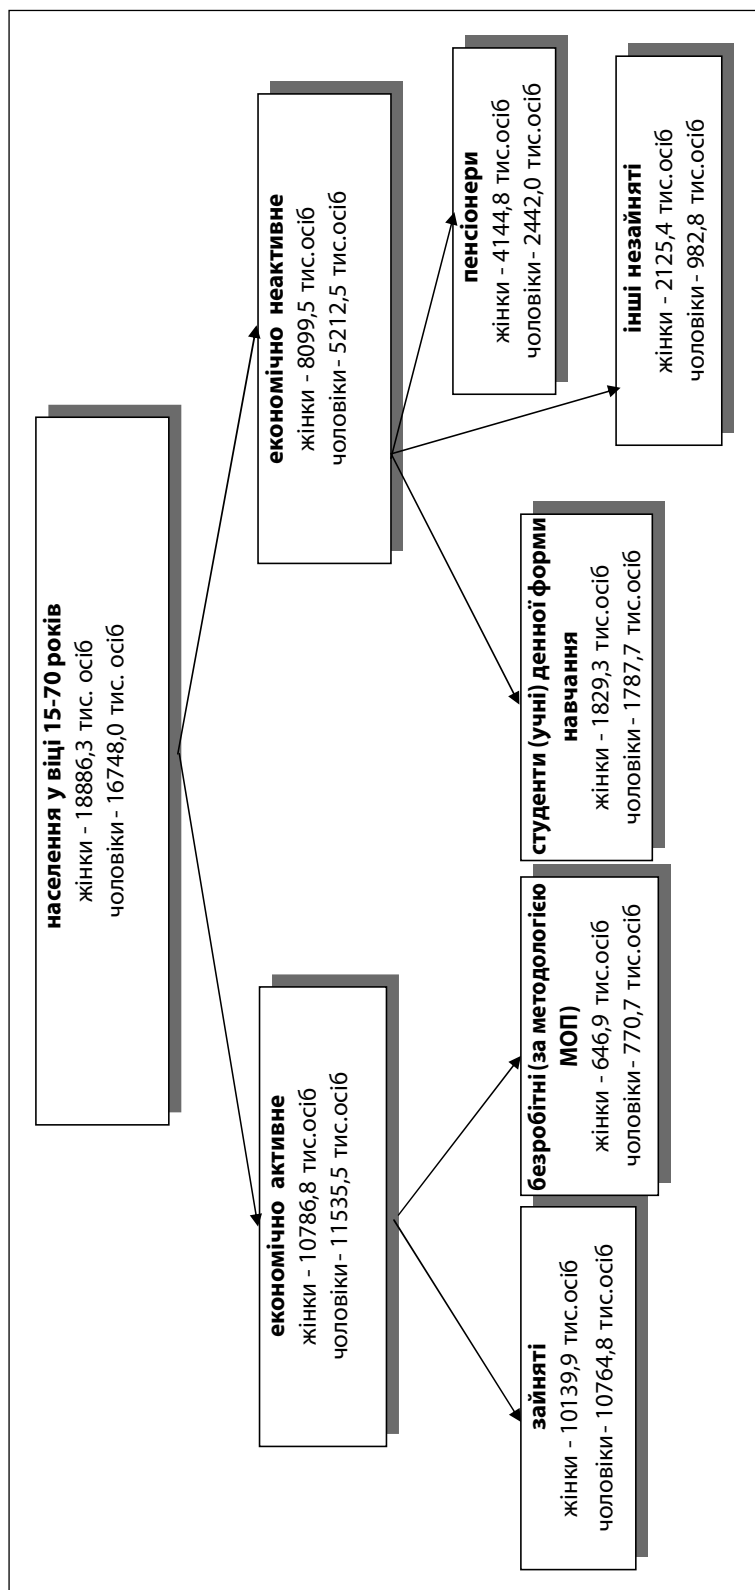 населення у віці 15-70 років
жінки - 18886,3 тис. осіб
чоловіки - 16748,0 тис. осіб
економічно активне
жінки - 10786,8 тис.осіб
чоловіки - 11535,5 тис.осіб
економічно неактивне
жінки - 8099,5 тис.осіб
чоловіки - 5212,5 тис.осіб
зайняті
жінки - 10139,9 тис.осіб
чоловіки - 10764,8 тис.осіб
безробітні (за методологією
МОП)
жінки - 646,9 тис.осіб
чоловіки - 770,7 тис.осіб
студенти (учні) денної форми
навчання
жінки - 1829,3 тис.осіб
чоловіки - 1787,7 тис.осіб
пенсіонери
жінки - 4144,8 тис.осіб
чоловіки - 2442,0 тис.осіб
інші незайняті
жінки - 2125,4 тис.осіб
чоловіки - 982,8 тис.осіб